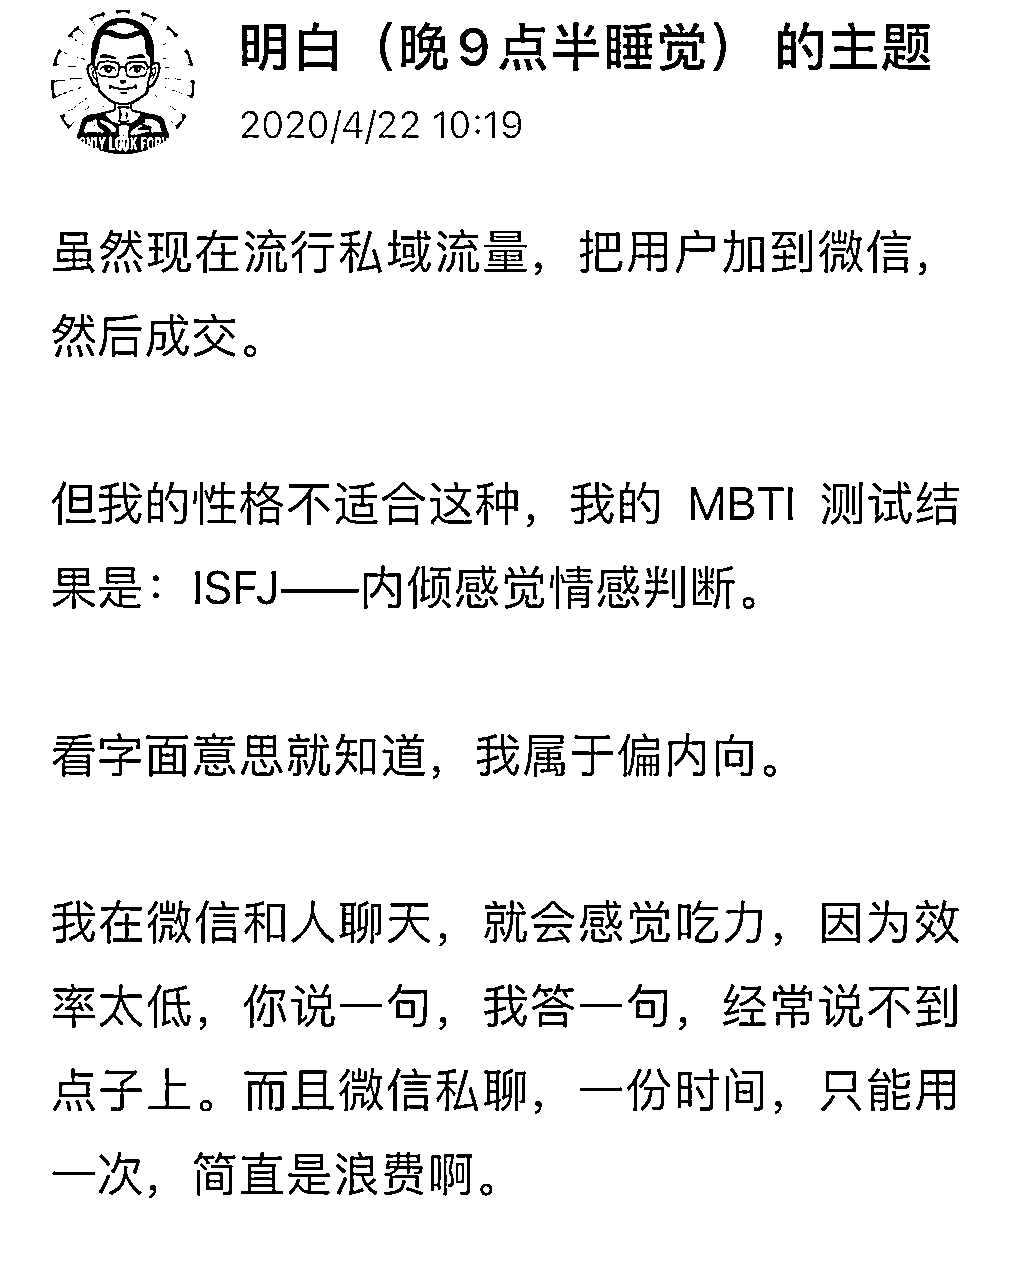 明白（晚9点半睡觉） 的主题
2020/4/22 10:19
虽然现在流行私域流量，把用户加到微信，
然后成交。
但我的性格不适合这种，我的 MBTI 测试结
果是：ISFJ——内倾感觉情感判断。
看字面意思就知道，我属于偏内向。
我在微信和人聊天，就会感觉吃力，因为效
率太低，你说一句，我答一句，经常说不到
点子上。而且微信私聊，一份时间，只能用
一次，简直是浪费啊。